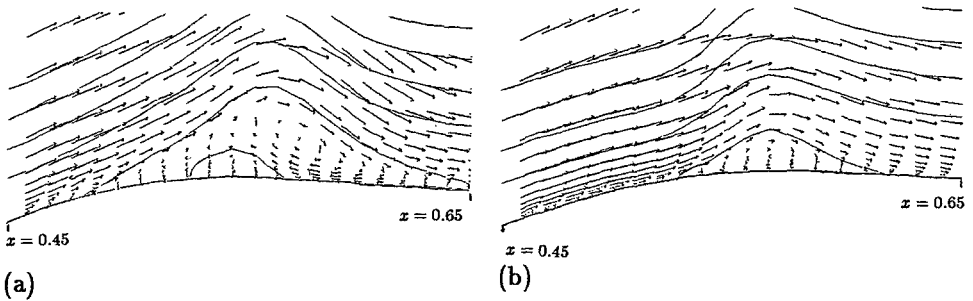 x = 0.65
x = 0.45
(a)
x = 0.65
x = 0.45
(b)